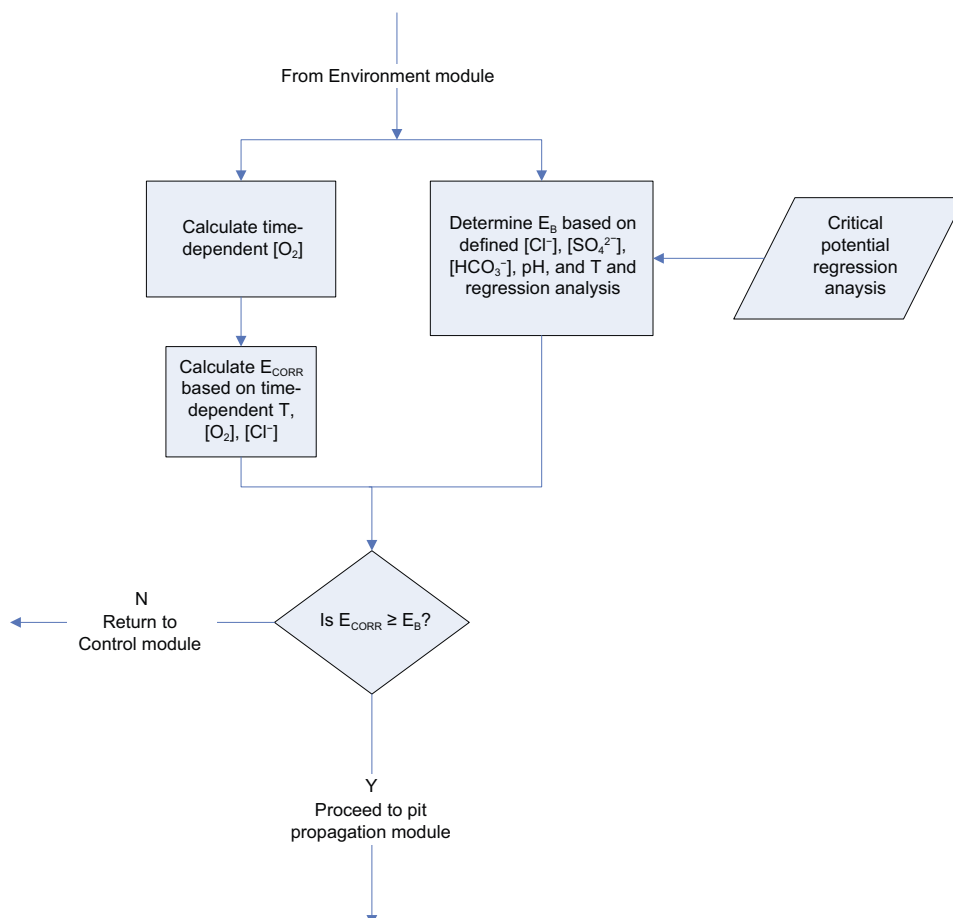 From Environment module
Calculate time-
dependent [O₂]
Determine E_B based on
defined [Cl⁻], [SO₄²⁻],
[HCO₃⁻], pH, and T and
regression analysis
Critical
potential
regression
anaysis
Calculate E_CORR
based on time-
dependent T,
[O₂], [Cl⁻]
Is E_CORR ≥ E_B?
N
Return to
Control module
Y
Proceed to pit
propagation module